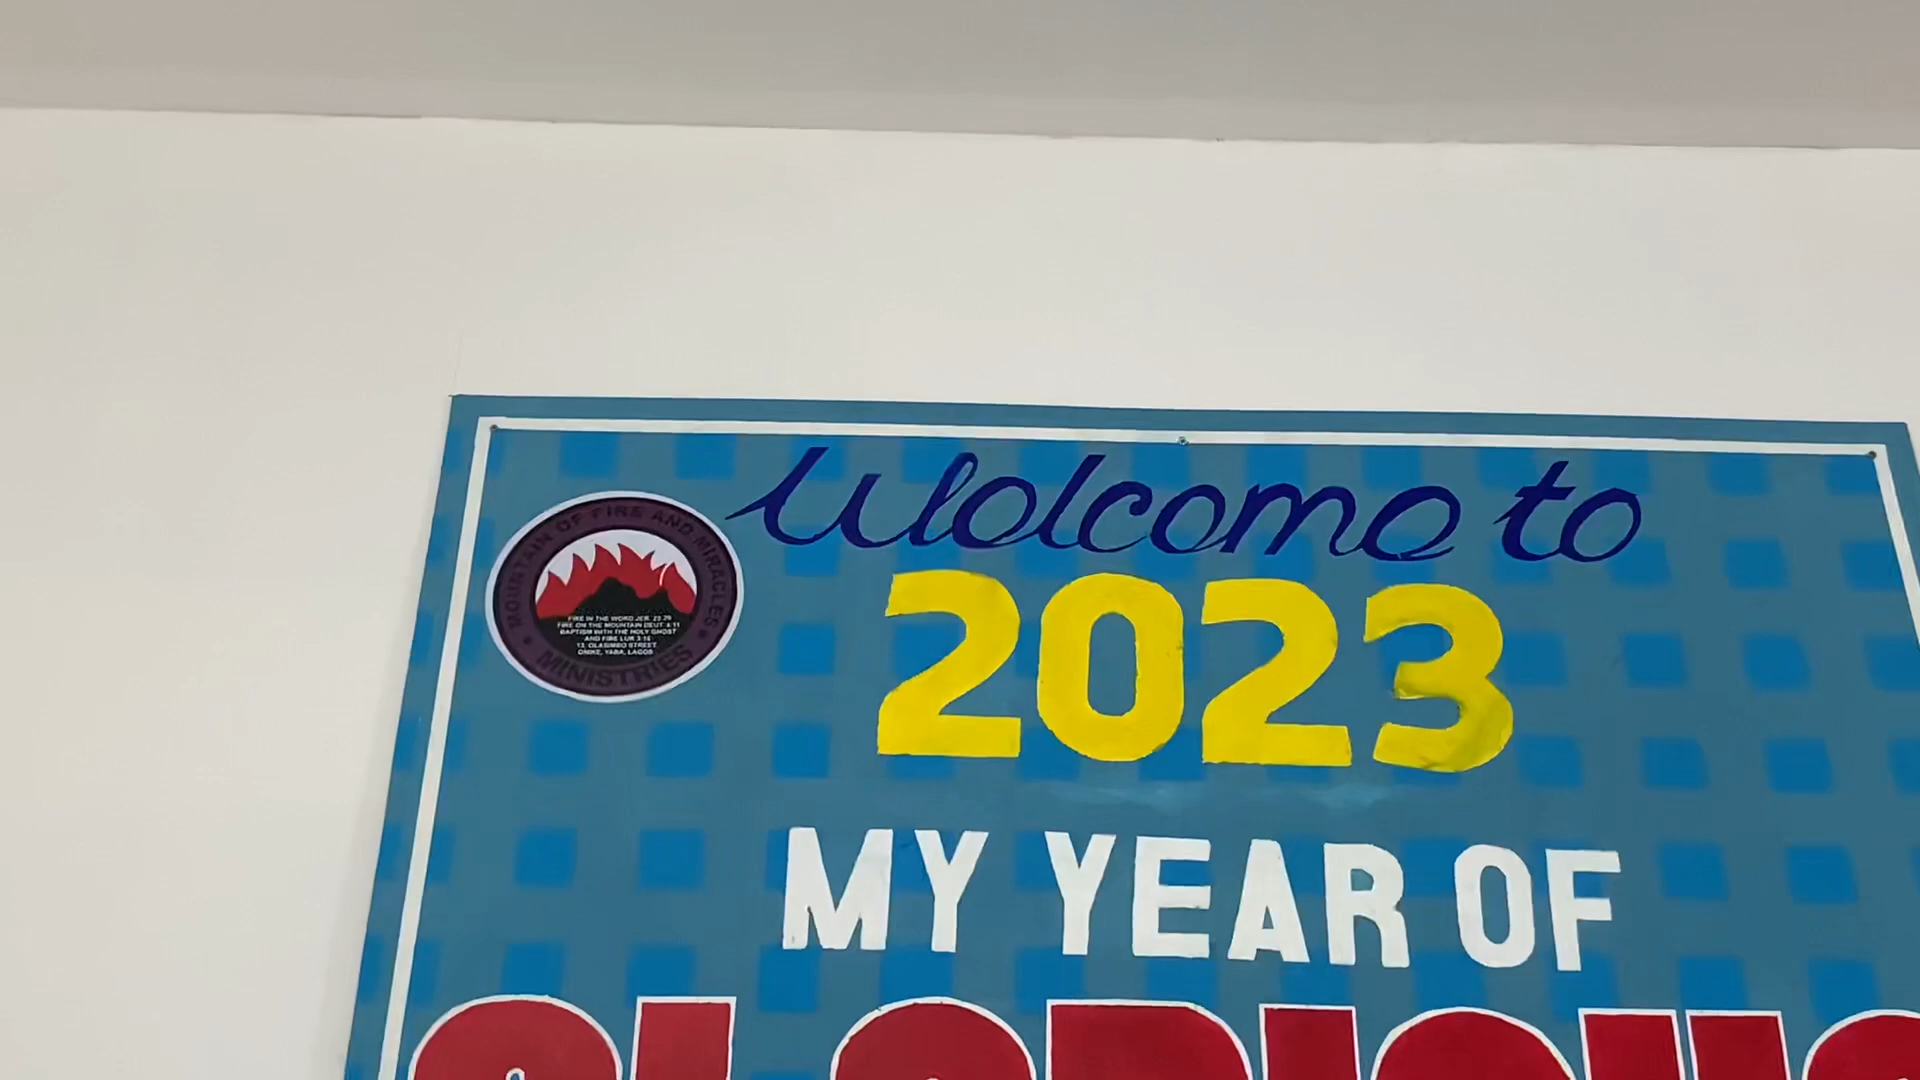 Welcome to
2023
MY YEAR OF
GLORIOUS
MOUNTAIN OF FIRE AND MIRACLES
MINISTRIES
FIRE IN THE WORD JER. 23:29
FIRE ON THE MOUNTAIN DEUT 4:11
BAPTISM WITH THE HOLY GHOST
AND FIRE LUK 3:16
13, OLASIMBO STREET
ONIKE, YABA, LAGOS